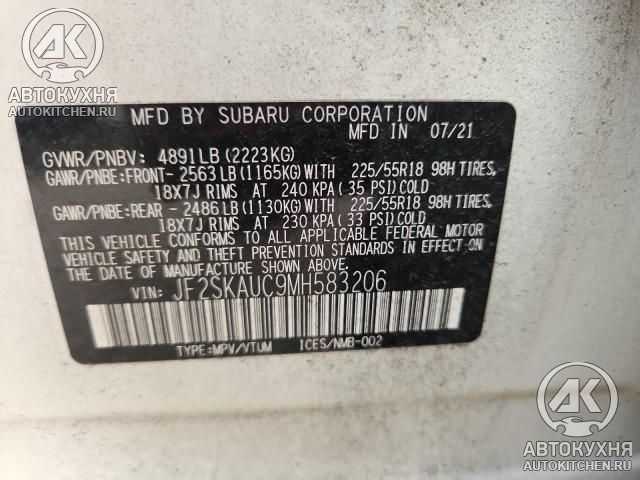 АК
АВТОКУХНЯ
AUTOKITCHEN.RU
MFD BY SUBARU CORPORATION
MFD IN 07/21
GVWR/PNBV: 4891LB (2223KG)
GAWR/PNBE:FRONT- 2563LB (1165KG) WITH 225/55R18 98H TIRES,
18X7J RIMS AT 240 KPA ( 35 PSI) COLD
GAWR/PNBE:REAR - 2486LB (1130KG) WITH 225/55R18 98H TIRES,
18X7J RIMS AT 230 KPA ( 33 PSI) COLD
THIS VEHICLE CONFORMS TO ALL APPLICABLE FEDERAL MOTOR
VEHICLE SAFETY AND THEFT PREVENTION STANDARDS IN EFFECT ON
THE DATE OF MANUFACTURE SHOWN ABOVE.
VIN: JF2SKAUC9MH583206
TYPE:MPV/VTUM ICES/NMB-002
АК
АВТОКУХНЯ
AUTOKITCHEN.RU